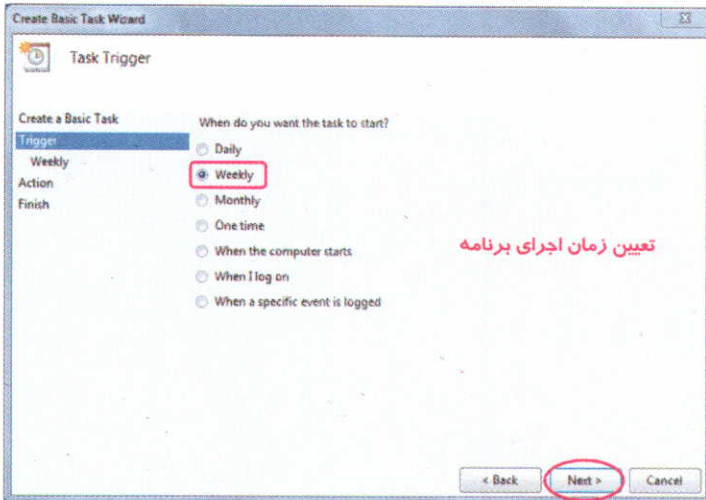 Create Basic Task Wizard
Task Trigger
Create a Basic Task
Trigger
Weekly
Action
Finish
When do you want the task to start?
Daily
Weekly
Monthly
One time
When the computer starts
When I log on
When a specific event is logged
تعیین زمان اجرای برنامه
< Back
Next >
Cancel